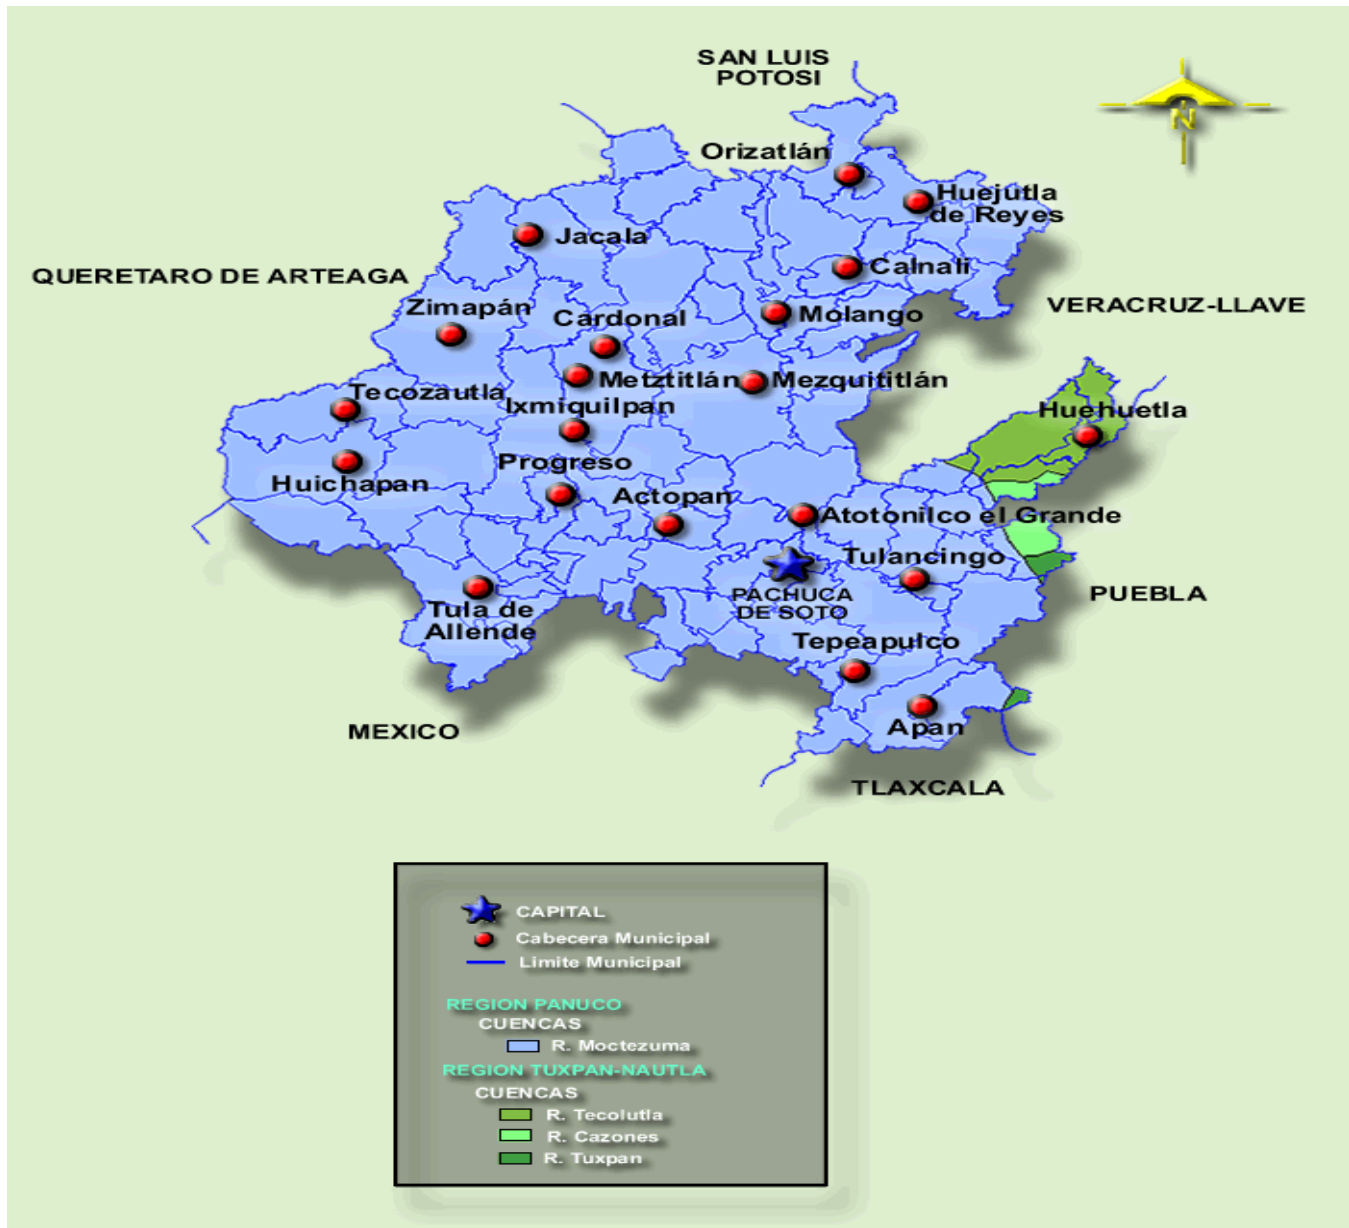 SAN LUIS
POTOSI
N
Orizatlán
Huejutla
de Reyes
Jacala
Calnali
QUERETARO DE ARTEAGA
Zimapán
Cardonal
Molango
VERACRUZ-LLAVE
Metztitlán
Mezquititlán
Tecozautla
Ixmiquilpan
Huehuetla
Progreso
Huichapan
Actopan
Atotonilco el Grande
Tulancingo
PACHUCA
DE SOTO
PUEBLA
Tula de
Allende
Tepeapulco
MEXICO
Apan
TLAXCALA
CAPITAL
Cabecera Municipal
Limite Municipal
REGION PANUCO
CUENCAS
R. Moctezuma
REGION TUXPAN-NAUTLA
CUENCAS
R. Tecolutla
R. Cazones
R. Tuxpan